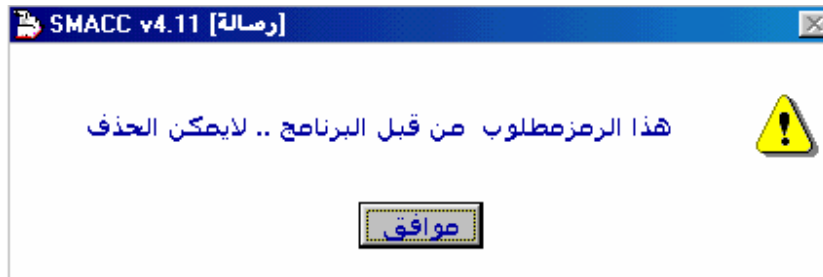 SMACC v4.11 [رسالة]
هذا الرمزمطلوب من قبل البرنامج .. لايمكن الحذف
موافق